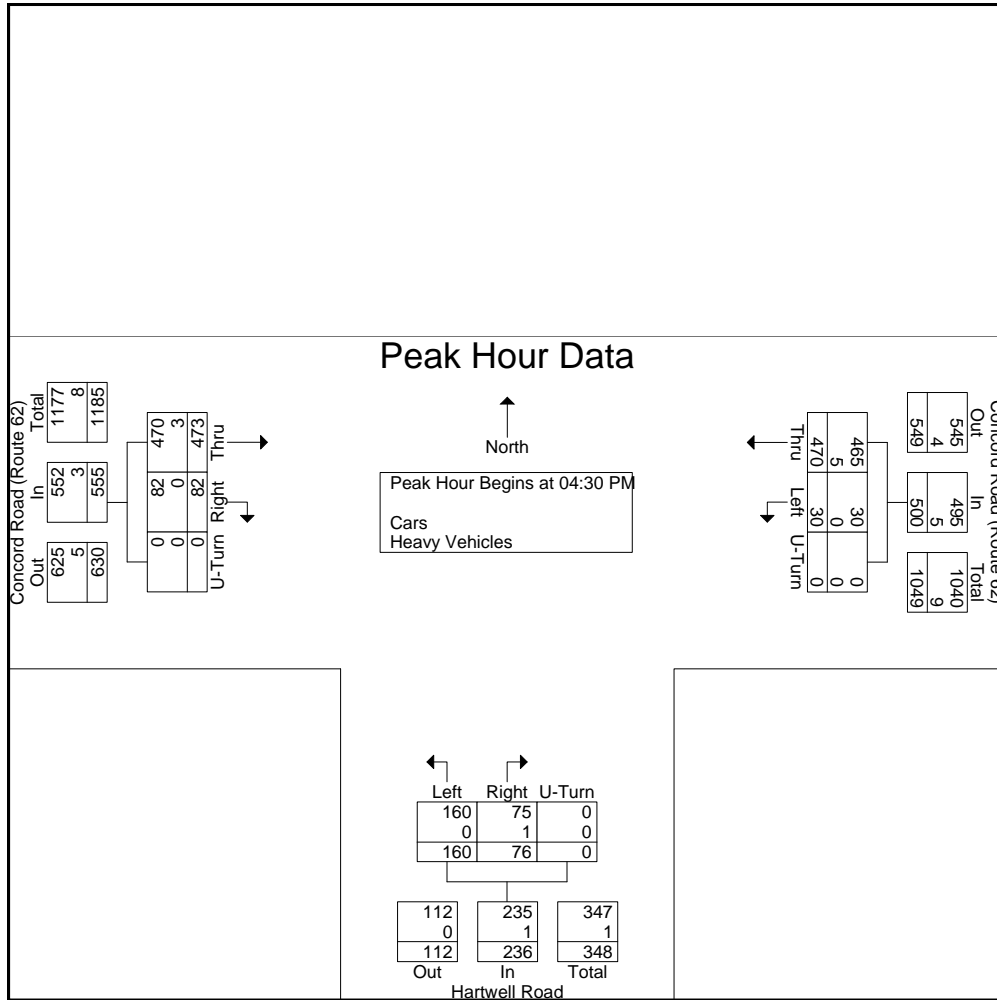 Peak Hour Data
North
Peak Hour Begins at 04:30 PM
Cars
Heavy Vehicles
Concord Road (Route 62)
Out In Total
625 552 1177
5 3 8
630 555 1185
470 82 0
3 0 0
473 82 0
Thru Right U-Turn
Concord Road (Route 62)
Out In Total
545 495 1040
4 5 9
549 500 1049
465 30 0
5 0 0
470 30 0
Thru Left U-Turn
Left Right U-Turn
160 75 0
0 1 0
160 76 0
112 235 347
0 1 1
112 236 348
Out In Total
Hartwell Road